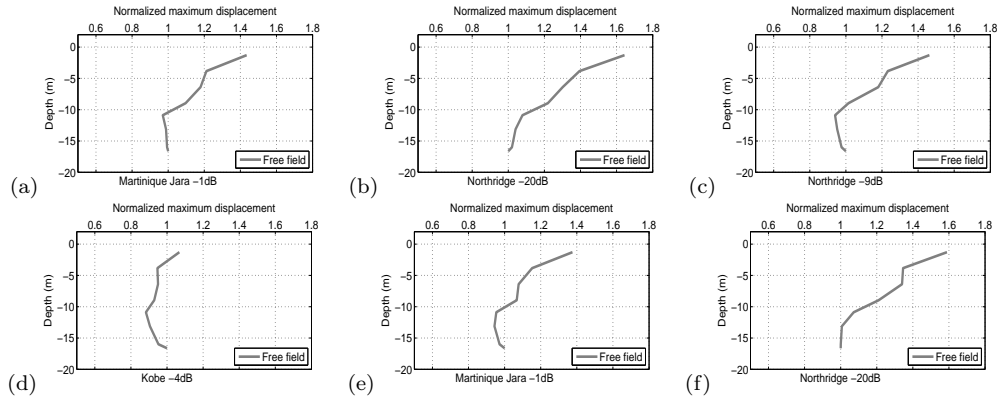 Normalized maximum displacement
0.6 0.8 1 1.2 1.4 1.6 1.8
0
−5
−10
−15
−20
Depth (m)
Free field
(a)
Martinique Jara −1dB
Normalized maximum displacement
0.6 0.8 1 1.2 1.4 1.6 1.8
0
−5
−10
−15
−20
Depth (m)
Free field
(b)
Northridge −20dB
Normalized maximum displacement
0.6 0.8 1 1.2 1.4 1.6 1.8
0
−5
−10
−15
−20
Depth (m)
Free field
(c)
Northridge −9dB
Normalized maximum displacement
0.6 0.8 1 1.2 1.4 1.6 1.8
0
−5
−10
−15
−20
Depth (m)
Free field
(d)
Kobe −4dB
Normalized maximum displacement
0.6 0.8 1 1.2 1.4 1.6 1.8
0
−5
−10
−15
−20
Depth (m)
Free field
(e)
Martinique Jara −1dB
Normalized maximum displacement
0.6 0.8 1 1.2 1.4 1.6 1.8
0
−5
−10
−15
−20
Depth (m)
Free field
(f)
Northridge −20dB